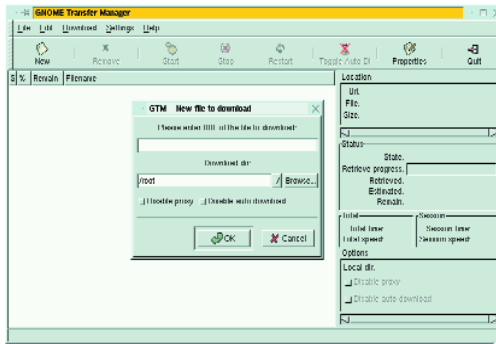 GNOME Transfer Manager
File Edit Download Settings Help
New Remove Start Stop Restart Toggle Auto Dl Properties Quit
S % Remain Filename
Location
Url.
File.
Size.
GTM New file to download
Please enter URL of the file to download:
Download dir:
/root / Browse...
Disable proxy Disable auto download
OK Cancel
Status
State.
Retrieve progress.
Retrieved.
Estimated.
Remain.
Total Session
Total time: Session time:
Total speed: Session speed:
Options
Local dir.
Disable proxy
Disable auto download